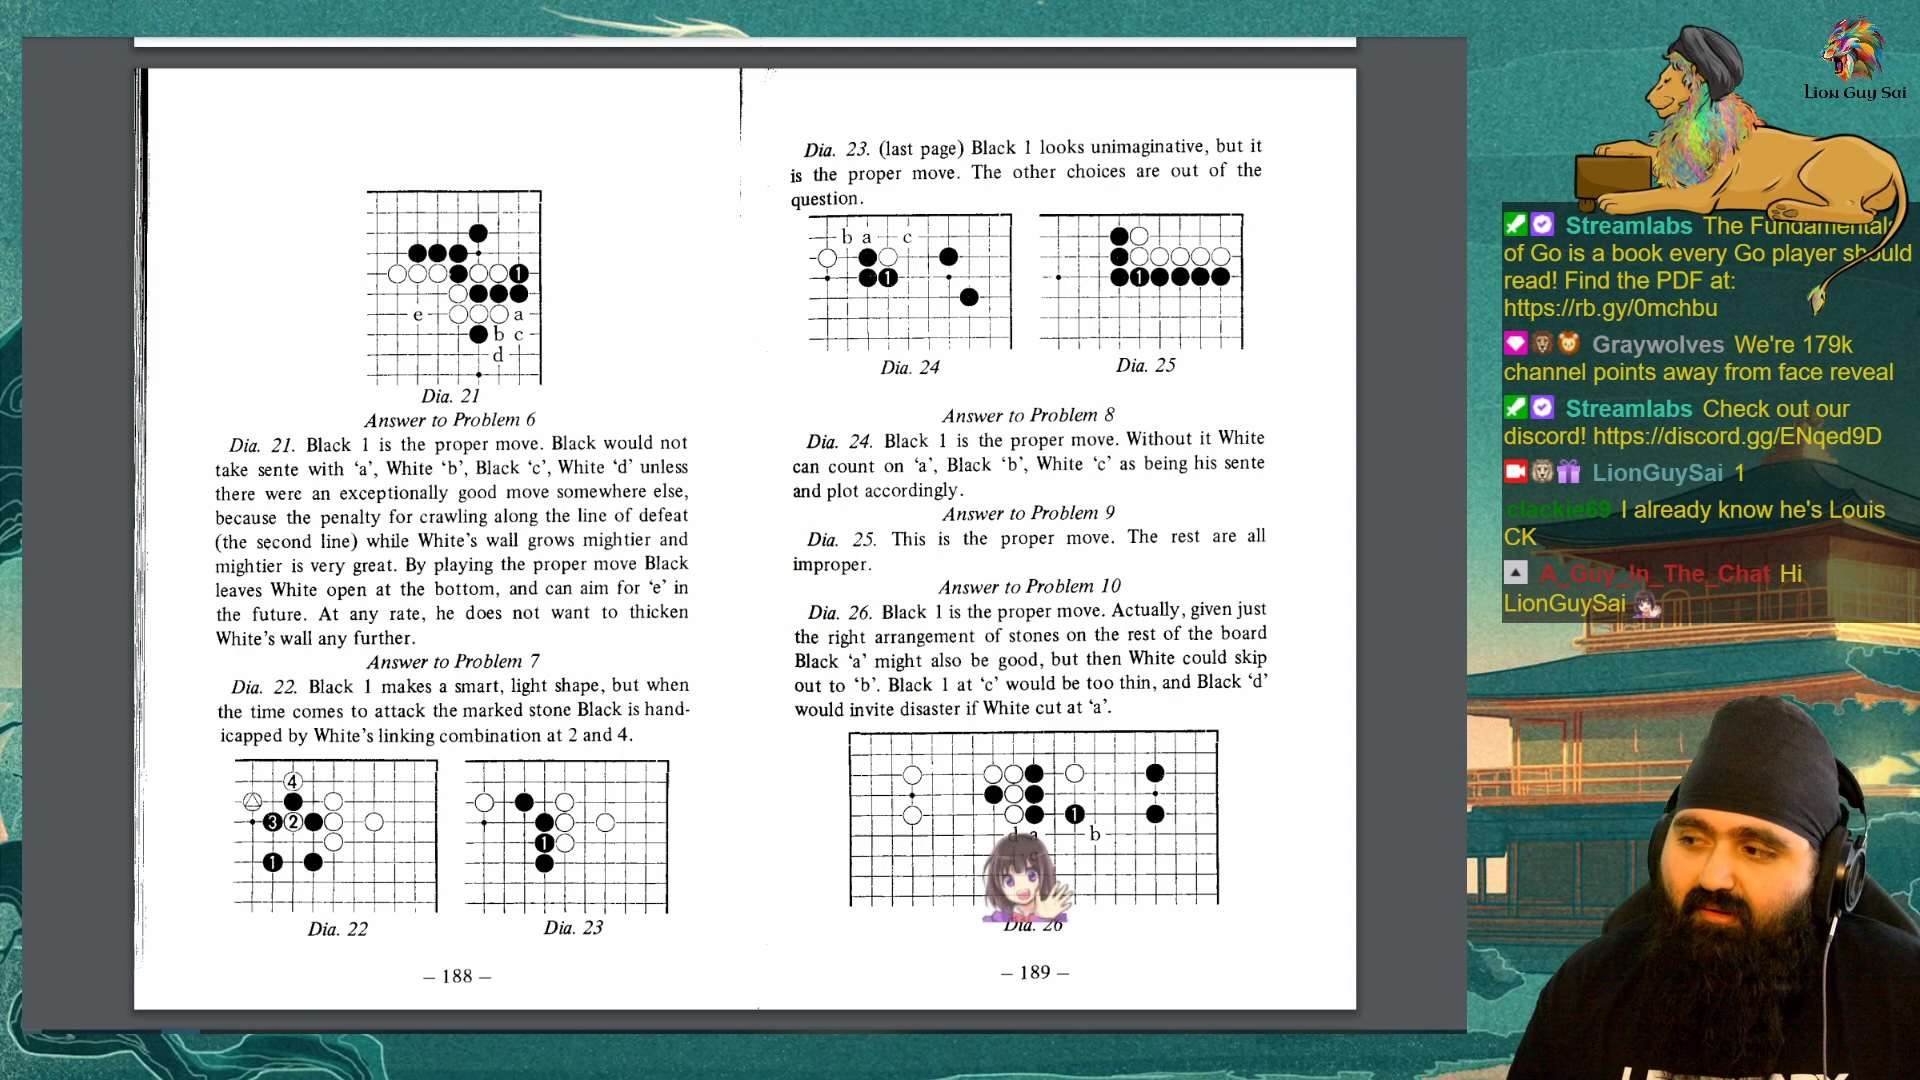 Dia. 21
Answer to Problem 6
Dia. 21. Black 1 is the proper move. Black would not
take sente with ‘a’, White ‘b’, Black ‘c’, White ‘d’ unless
there were an exceptionally good move somewhere else,
because the penalty for crawling along the line of defeat
(the second line) while White’s wall grows mightier and
mightier is very great. By playing the proper move Black
leaves White open at the bottom, and can aim for ‘e’ in
the future. At any rate, he does not want to thicken
White’s wall any further.
Answer to Problem 7
Dia. 22. Black 1 makes a smart, light shape, but when
the time comes to attack the marked stone Black is hand-
icapped by White’s linking combination at 2 and 4.
1
a
e
b c
d
4
3 2
1
1
Dia. 22
Dia. 23
– 188 –
Dia. 23. (last page) Black 1 looks unimaginative, but it
is the proper move. The other choices are out of the
question.
b a c
1
1
Dia. 24
Dia. 25
Answer to Problem 8
Dia. 24. Black 1 is the proper move. Without it White
can count on ‘a’, Black ‘b’, White ‘c’ as being his sente
and plot accordingly.
Answer to Problem 9
Dia. 25. This is the proper move. The rest are all
improper.
Answer to Problem 10
Dia. 26. Black 1 is the proper move. Actually, given just
the right arrangement of stones on the rest of the board
Black ‘a’ might also be good, but then White could skip
out to ‘b’. Black 1 at ‘c’ would be too thin, and Black ‘d’
would invite disaster if White cut at ‘a’.
1
d a b
c
Dia. 26
– 189 –
Lion Guy Sai
Streamlabs The Fundamentals
of Go is a book every Go player should
read! Find the PDF at:
https://rb.gy/0mchbu
Graywolves We're 179k
channel points away from face reveal
Streamlabs Check out our
discord! https://discord.gg/ENqed9D
LionGuySai 1
clackie69 I already know he's Louis
CK
A_Guy_In_The_Chat Hi
LionGuySai